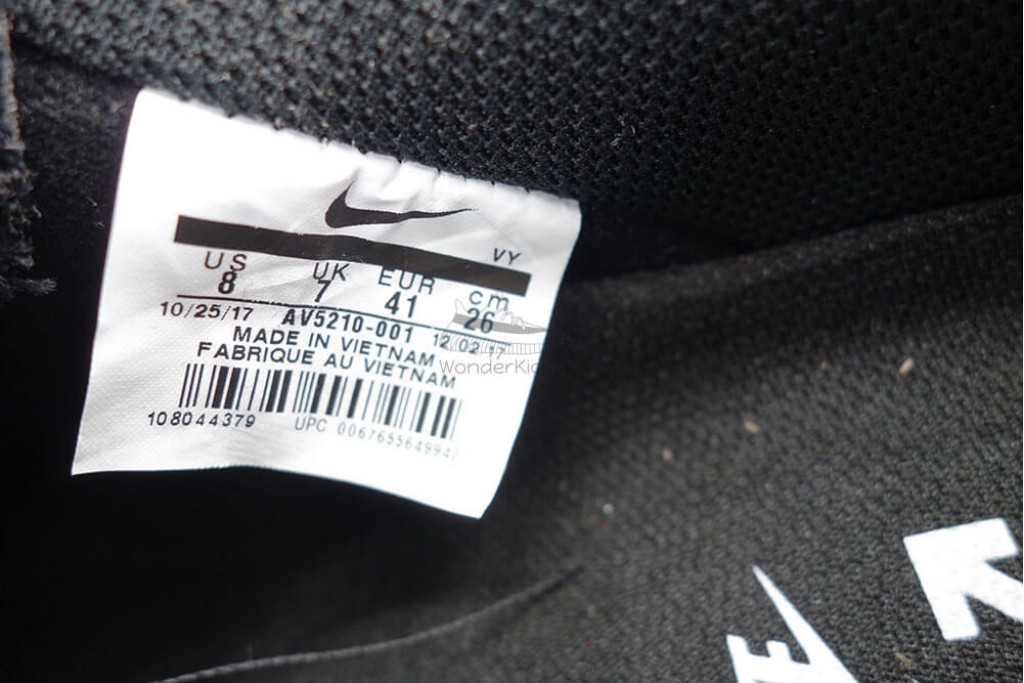 VY
US UK EUR cm
8 7 41 26
10/25/17 AV5210-001 12/02/17
MADE IN VIETNAM
FABRIQUE AU VIETNAM
108044379 UPC